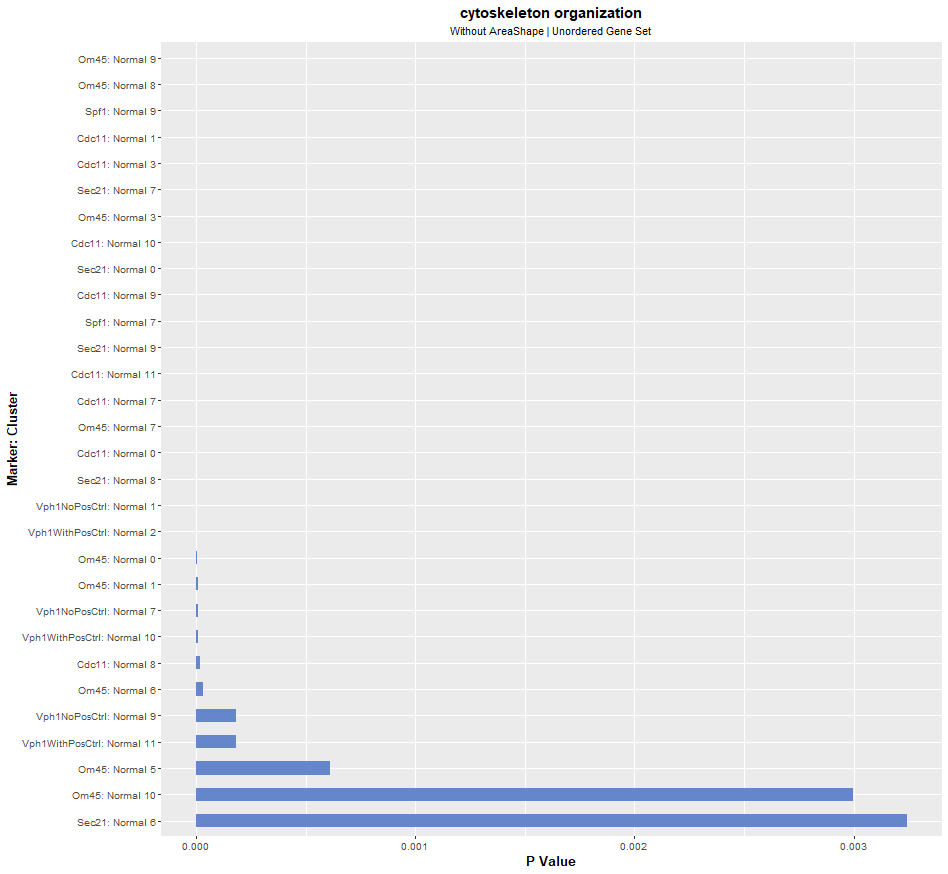 cytoskeleton organization
Without AreaShape | Unordered Gene Set
Marker: Cluster
Om45: Normal 9
Om45: Normal 8
Spf1: Normal 9
Cdc11: Normal 1
Cdc11: Normal 3
Sec21: Normal 7
Om45: Normal 3
Cdc11: Normal 10
Sec21: Normal 0
Cdc11: Normal 9
Spf1: Normal 7
Sec21: Normal 9
Cdc11: Normal 11
Cdc11: Normal 7
Om45: Normal 7
Cdc11: Normal 0
Sec21: Normal 8
Vph1NoPosCtrl: Normal 1
Vph1WithPosCtrl: Normal 2
Om45: Normal 0
Om45: Normal 1
Vph1NoPosCtrl: Normal 7
Vph1WithPosCtrl: Normal 10
Cdc11: Normal 8
Om45: Normal 6
Vph1NoPosCtrl: Normal 9
Vph1WithPosCtrl: Normal 11
Om45: Normal 5
Om45: Normal 10
Sec21: Normal 6
0.000 0.001 0.002 0.003
P Value